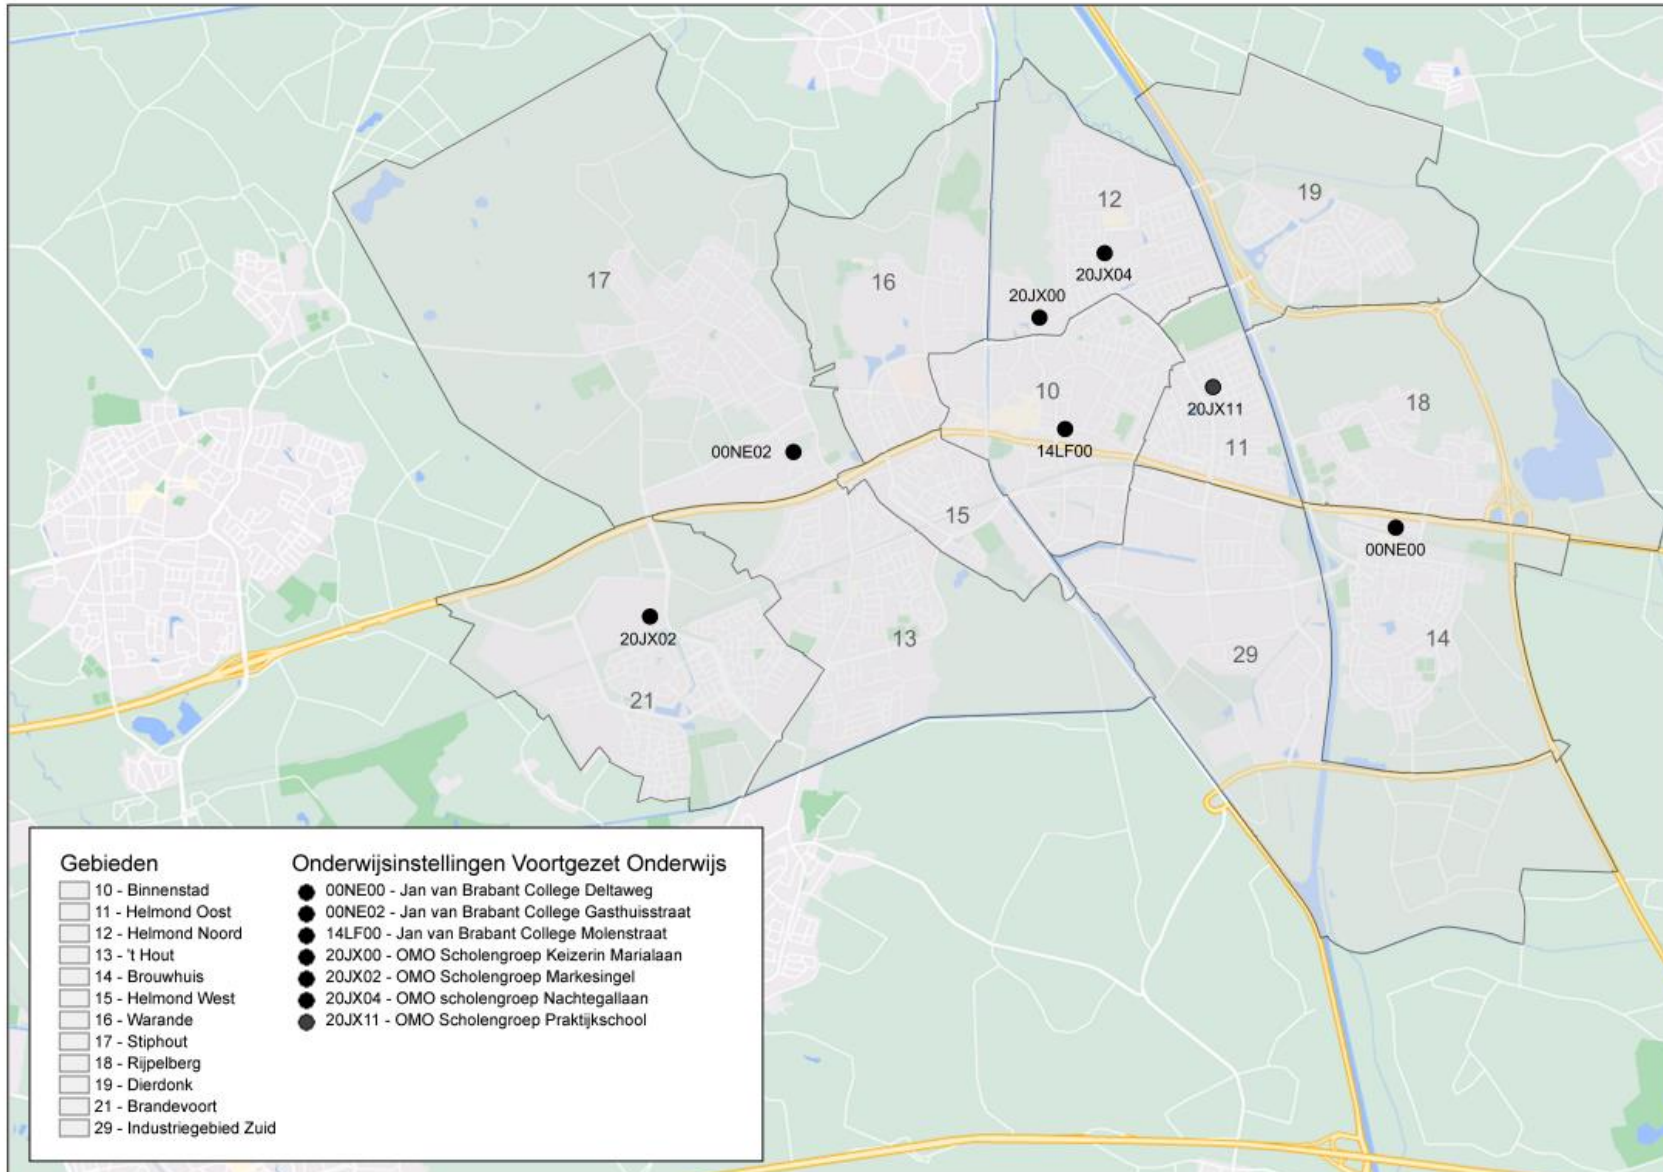 12
19
20JX04
17
16
20JX00
10
20JX11
18
00NE02
14LF00
11
15
00NE00
20JX02
13
14
29
21
Gebieden
10 - Binnenstad
11 - Helmond Oost
12 - Helmond Noord
13 - 't Hout
14 - Brouwhuis
15 - Helmond West
16 - Warande
17 - Stiphout
18 - Rijpelberg
19 - Dierdonk
21 - Brandevoort
29 - Industriegebied Zuid
Onderwijsinstellingen Voortgezet Onderwijs
00NE00 - Jan van Brabant College Deltaweg
00NE02 - Jan van Brabant College Gasthuisstraat
14LF00 - Jan van Brabant College Molenstraat
20JX00 - OMO Scholengroep Keizerin Marialaan
20JX02 - OMO Scholengroep Markesingel
20JX04 - OMO scholengroep Nachtegallaan
20JX11 - OMO Scholengroep Praktijkschool